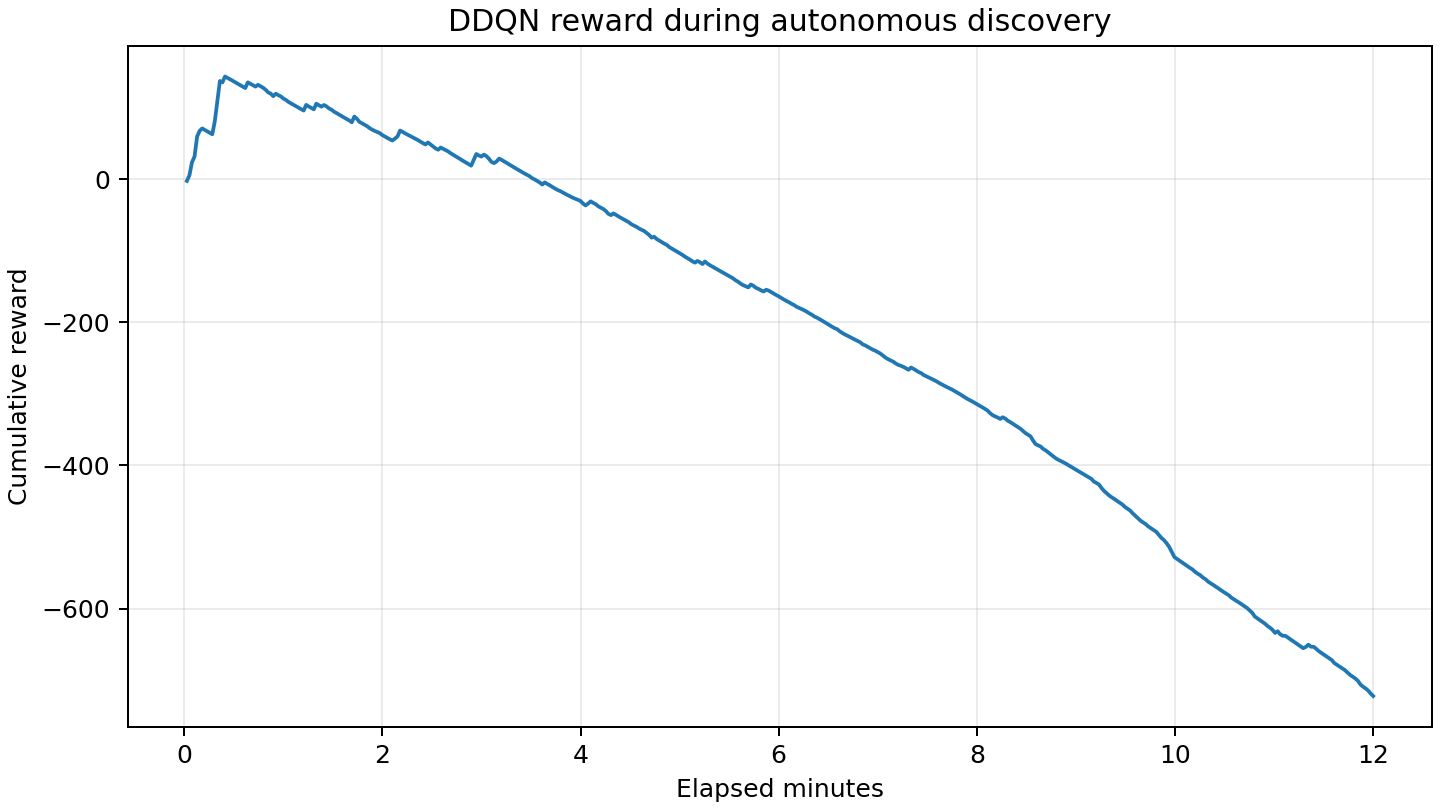 DDQN reward during autonomous discovery
Cumulative reward
0
−200
−400
−600
0 2 4 6 8 10 12
Elapsed minutes